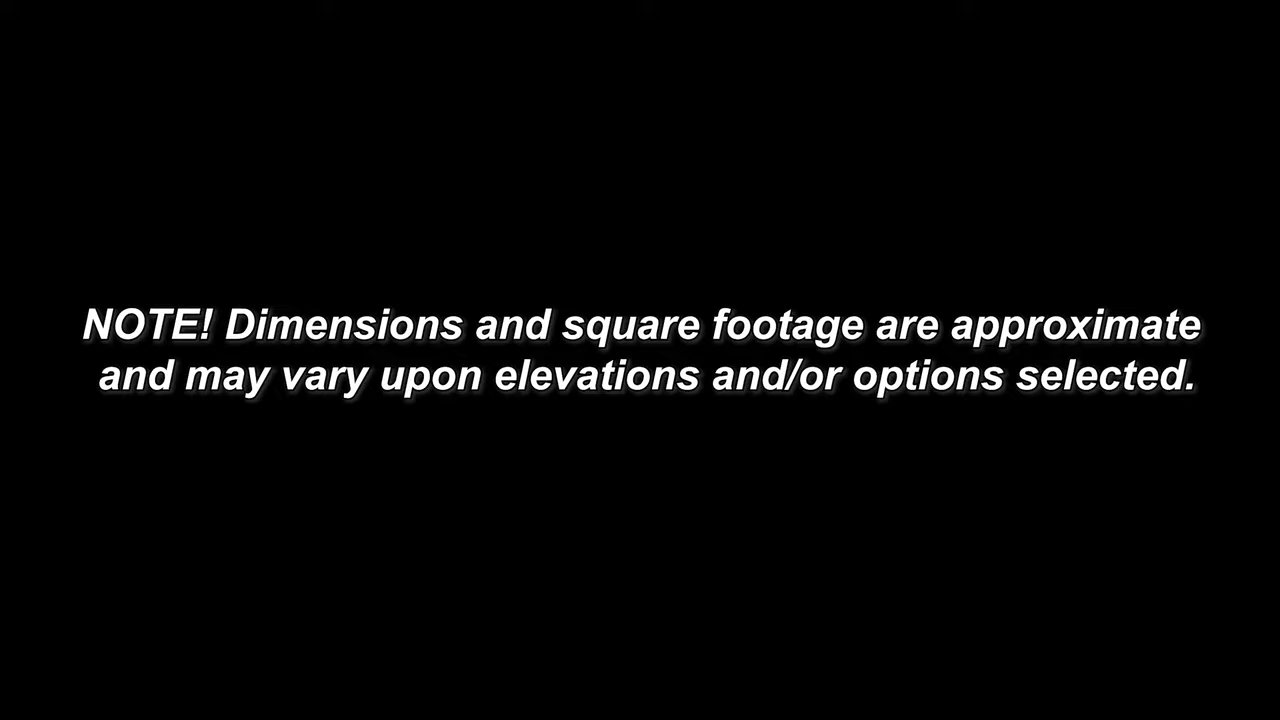 NOTE! Dimensions and square footage are approximate
and may vary upon elevations and/or options selected.